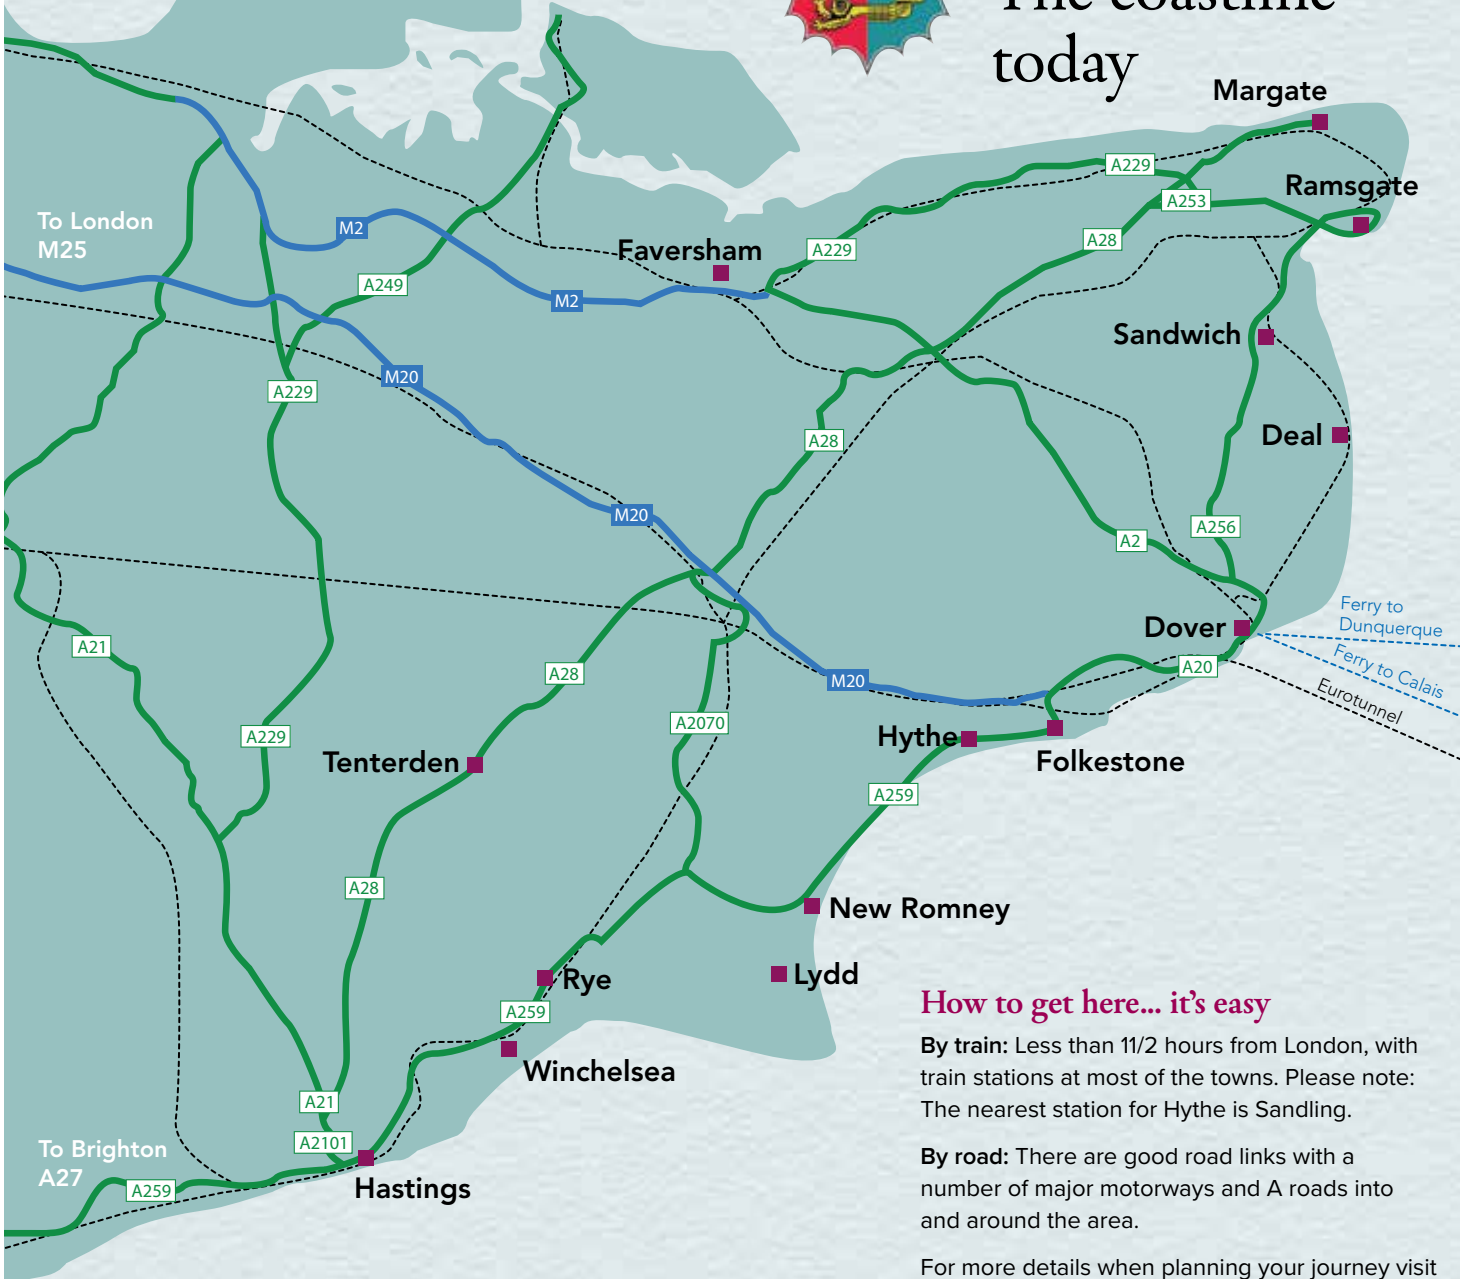 The coastline
today
Margate
Ramsgate
A229
A253
To London
M25
M2
A28
Faversham
A229
A249
M2
Sandwich
M20
A229
Deal
A28
M20
A256
A2
Ferry to
Dunquerque
Dover
A21
Ferry to Calais
A20
A28
M20
Eurotunnel
A2070
A229
Hythe
Tenterden
Folkestone
A259
A28
New Romney
Lydd
Rye
A259
Winchelsea
A21
A2101
To Brighton
A27
A259
Hastings
How to get here... it's easy
By train: Less than 11/2 hours from London, with
train stations at most of the towns. Please note:
The nearest station for Hythe is Sandling.
By road: There are good road links with a
number of major motorways and A roads into
and around the area.
For more details when planning your journey visit